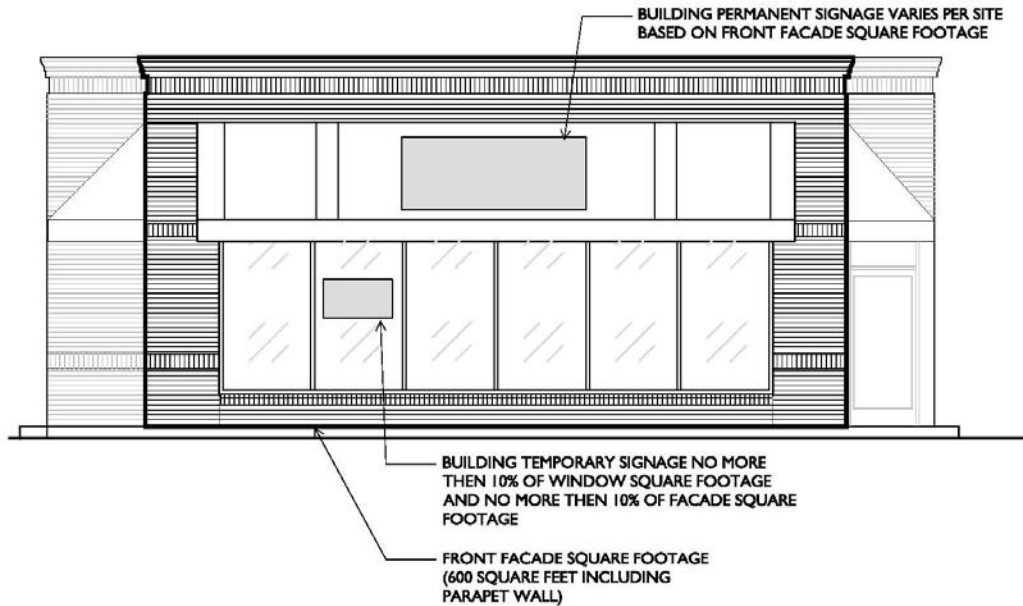 BUILDING PERMANENT SIGNAGE VARIES PER SITE
BASED ON FRONT FACADE SQUARE FOOTAGE
BUILDING TEMPORARY SIGNAGE NO MORE
THEN 10% OF WINDOW SQUARE FOOTAGE
AND NO MORE THEN 10% OF FACADE SQUARE
FOOTAGE
FRONT FACADE SQUARE FOOTAGE
(600 SQUARE FEET INCLUDING
PARAPET WALL)